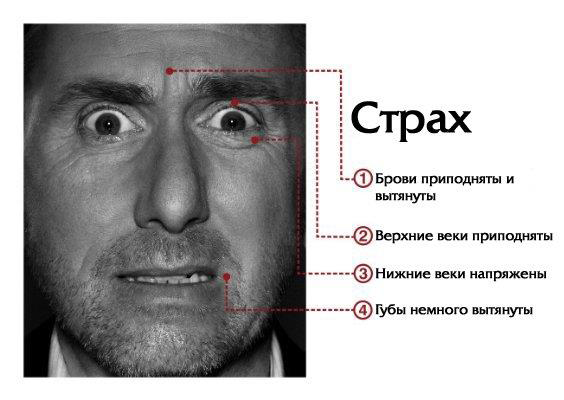 Страх
1 Брови приподняты и
вытянуты
2 Верхние веки приподняты
3 Нижние веки напряжены
4 Губы немного вытянуты